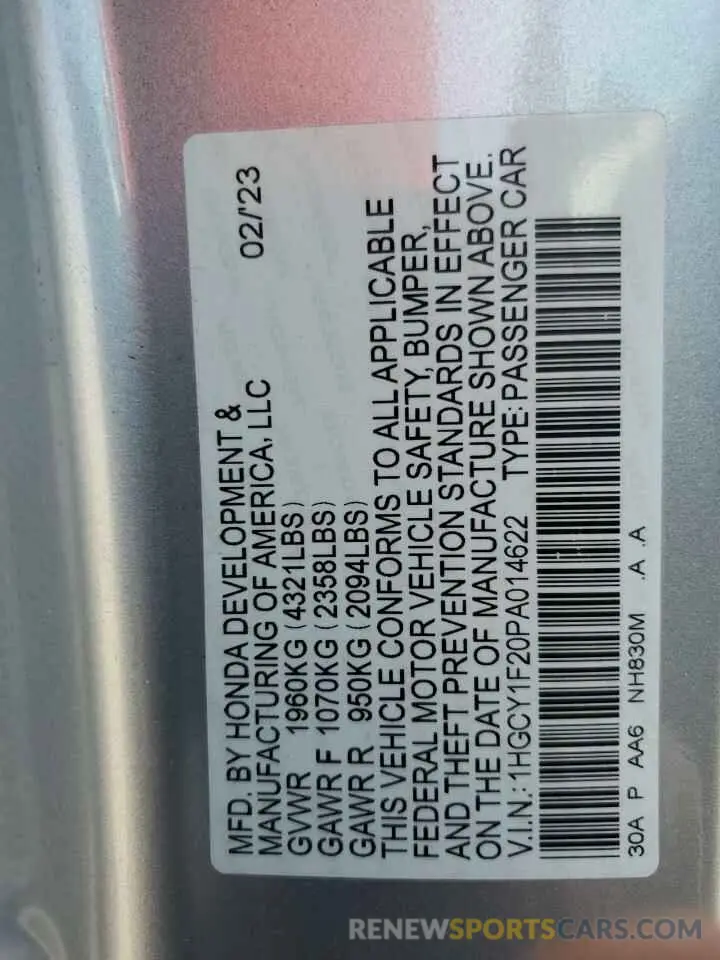 MFD. BY HONDA DEVELOPMENT & 02/'23
MANUFACTURING OF AMERICA, LLC
GVWR 1960KG (4321LBS)
GAWR F 1070KG (2358LBS)
GAWR R 950KG (2094LBS)
THIS VEHICLE CONFORMS TO ALL APPLICABLE
FEDERAL MOTOR VEHICLE SAFETY, BUMPER,
AND THEFT PREVENTION STANDARDS IN EFFECT
ON THE DATE OF MANUFACTURE SHOWN ABOVE.
V.I.N.: 1HGCY1F20PA014622 TYPE: PASSENGER CAR
30A P AA6 NH830M .A .A
RENEWSPORTSCARS.COM